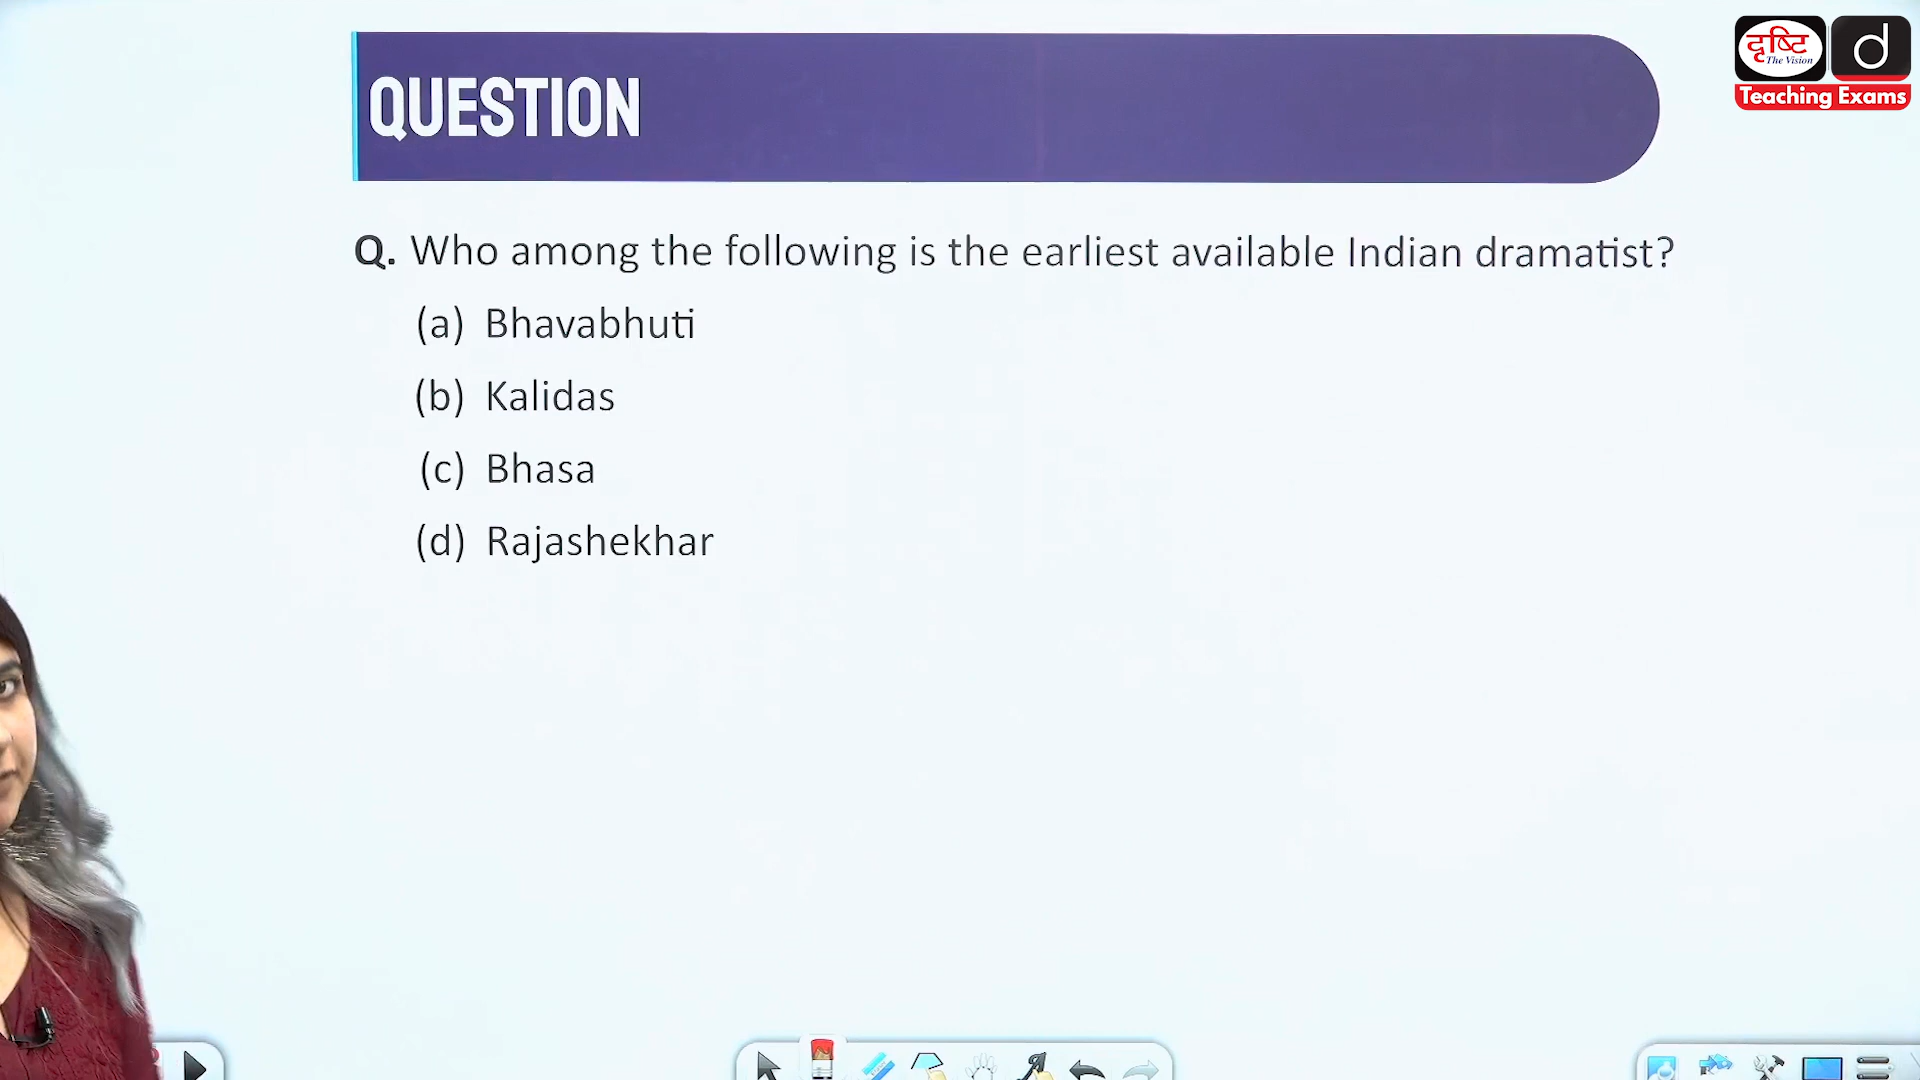 QUESTION
दृष्टि
The Vision
d
Teaching Exams
Q. Who among the following is the earliest available Indian dramatist?
(a) Bhavabhuti
(b) Kalidas
(c) Bhasa
(d) Rajashekhar